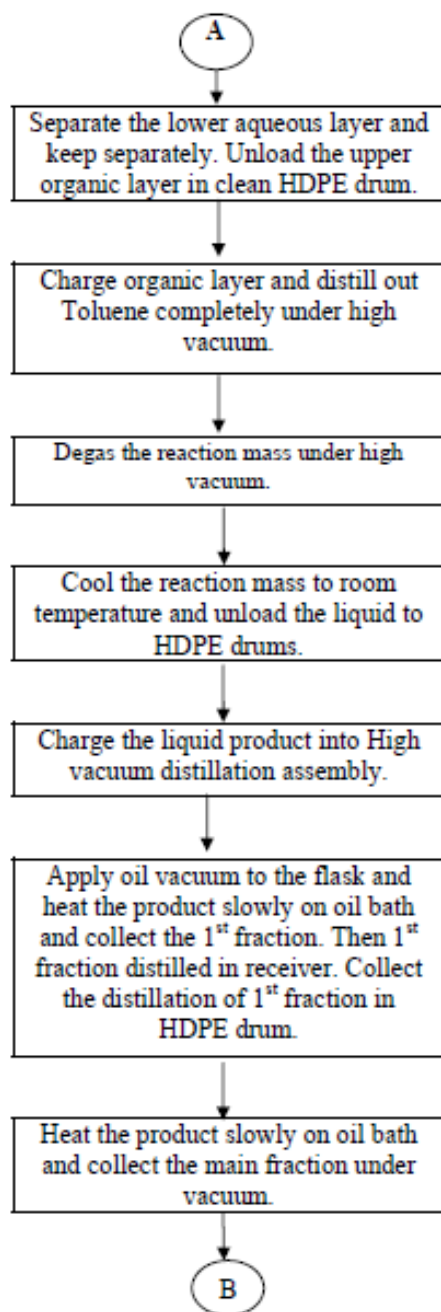 A
Separate the lower aqueous layer and
keep separately. Unload the upper
organic layer in clean HDPE drum.
Charge organic layer and distill out
Toluene completely under high
vacuum.
Degas the reaction mass under high
vacuum.
Cool the reaction mass to room
temperature and unload the liquid to
HDPE drums.
Charge the liquid product into High
vacuum distillation assembly.
Apply oil vacuum to the flask and
heat the product slowly on oil bath
and collect the 1st fraction. Then 1st
fraction distilled in receiver. Collect
the distillation of 1st fraction in
HDPE drum.
Heat the product slowly on oil bath
and collect the main fraction under
vacuum.
B